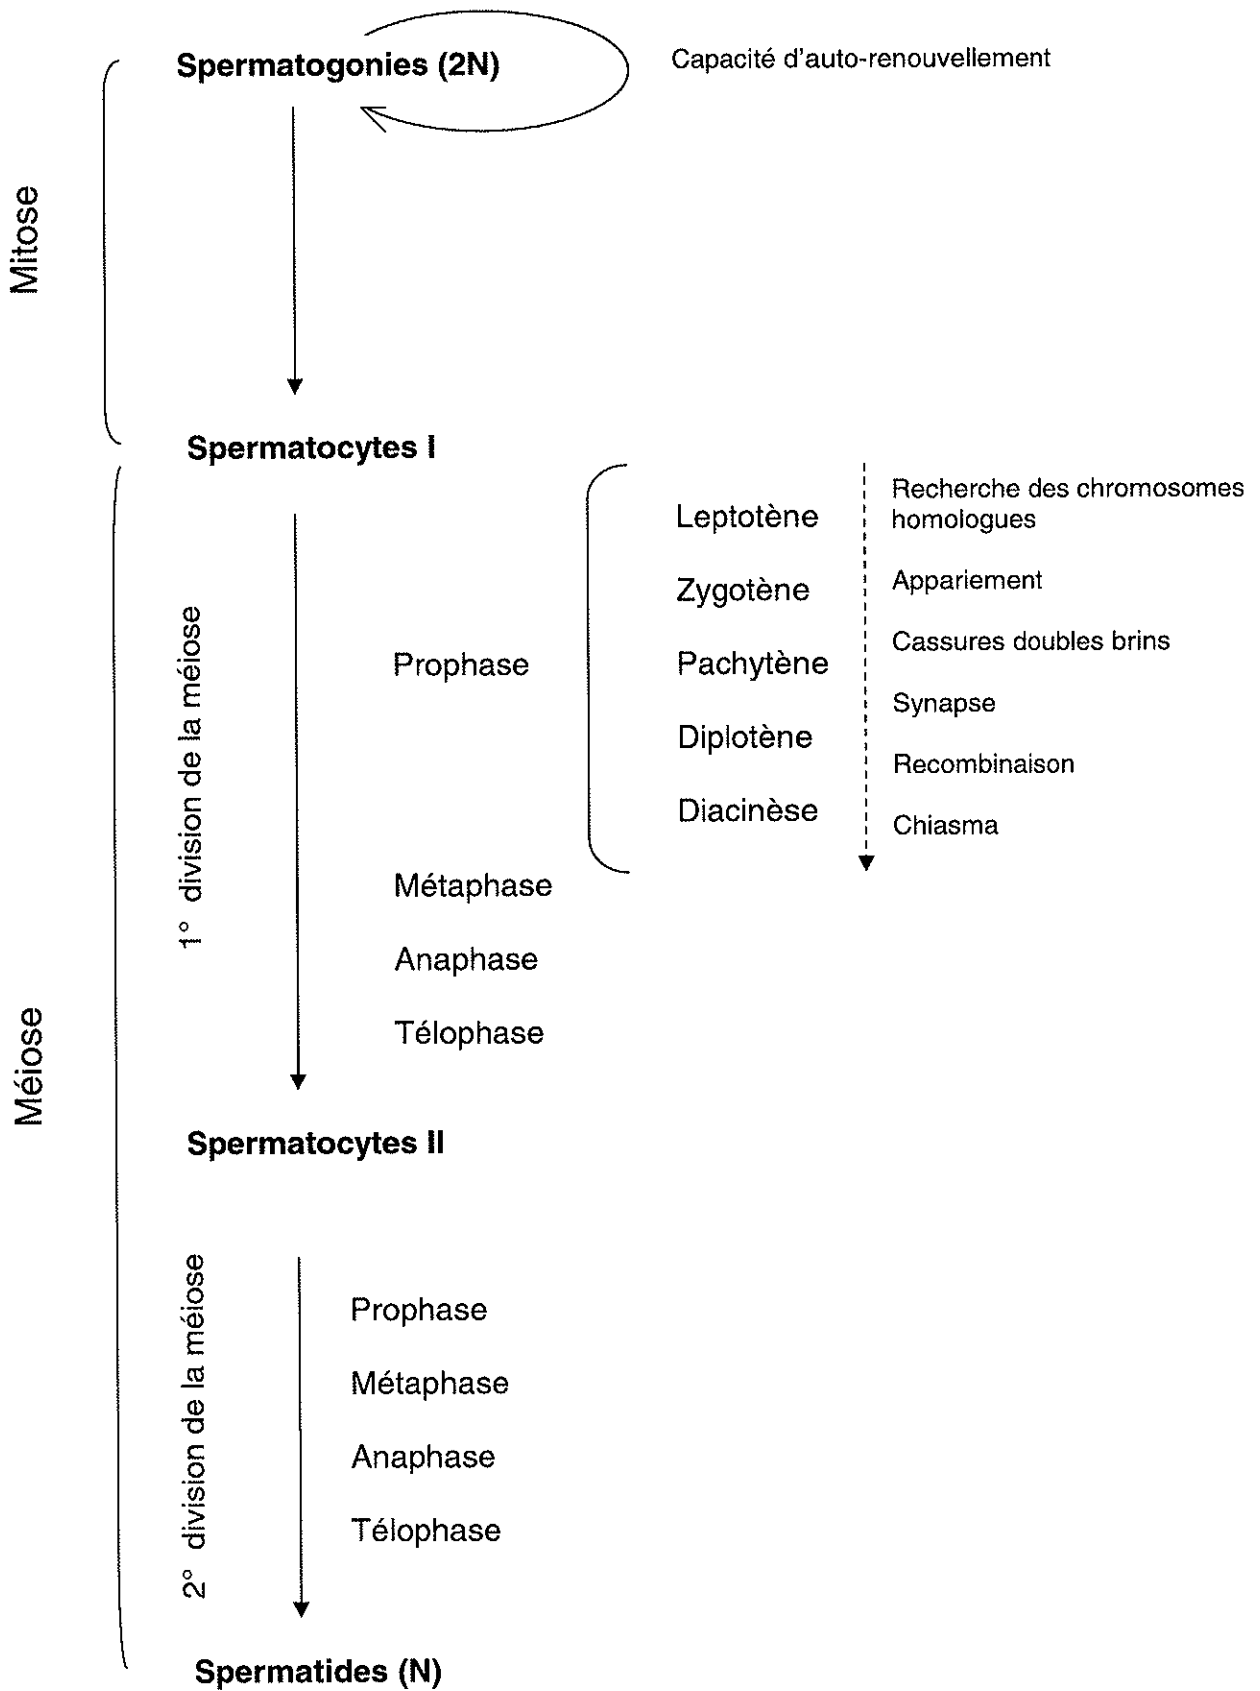 Spermatogonies (2N)
Capacité d'auto-renouvellement
Mitose
Spermatocytes I
Méiose
1° division de la méiose
Prophase
Leptotène
Zygotène
Pachytène
Diplotène
Diacinèse
Recherche des chromosomes
homologues
Appariement
Cassures doubles brins
Synapse
Recombinaison
Chiasma
Métaphase
Anaphase
Télophase
Spermatocytes II
2° division de la méiose
Prophase
Métaphase
Anaphase
Télophase
Spermatides (N)